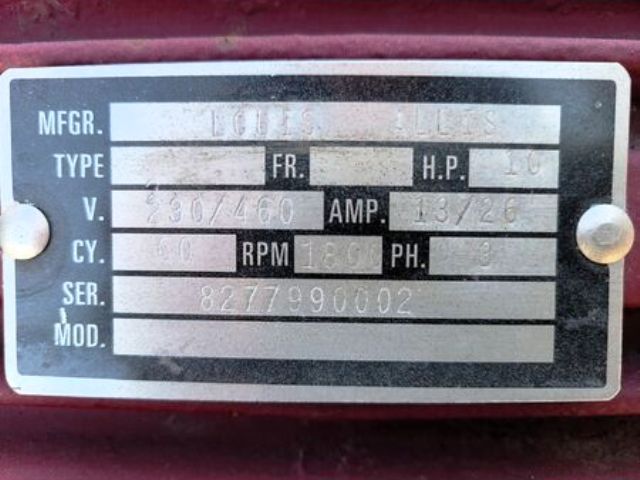 MFGR. LOUIS ALLIS
TYPE FR. H.P. 10
V. 230/460 AMP. 13/26
CY. 60 RPM 1800 PH. 3
SER. 8277990002
MOD.